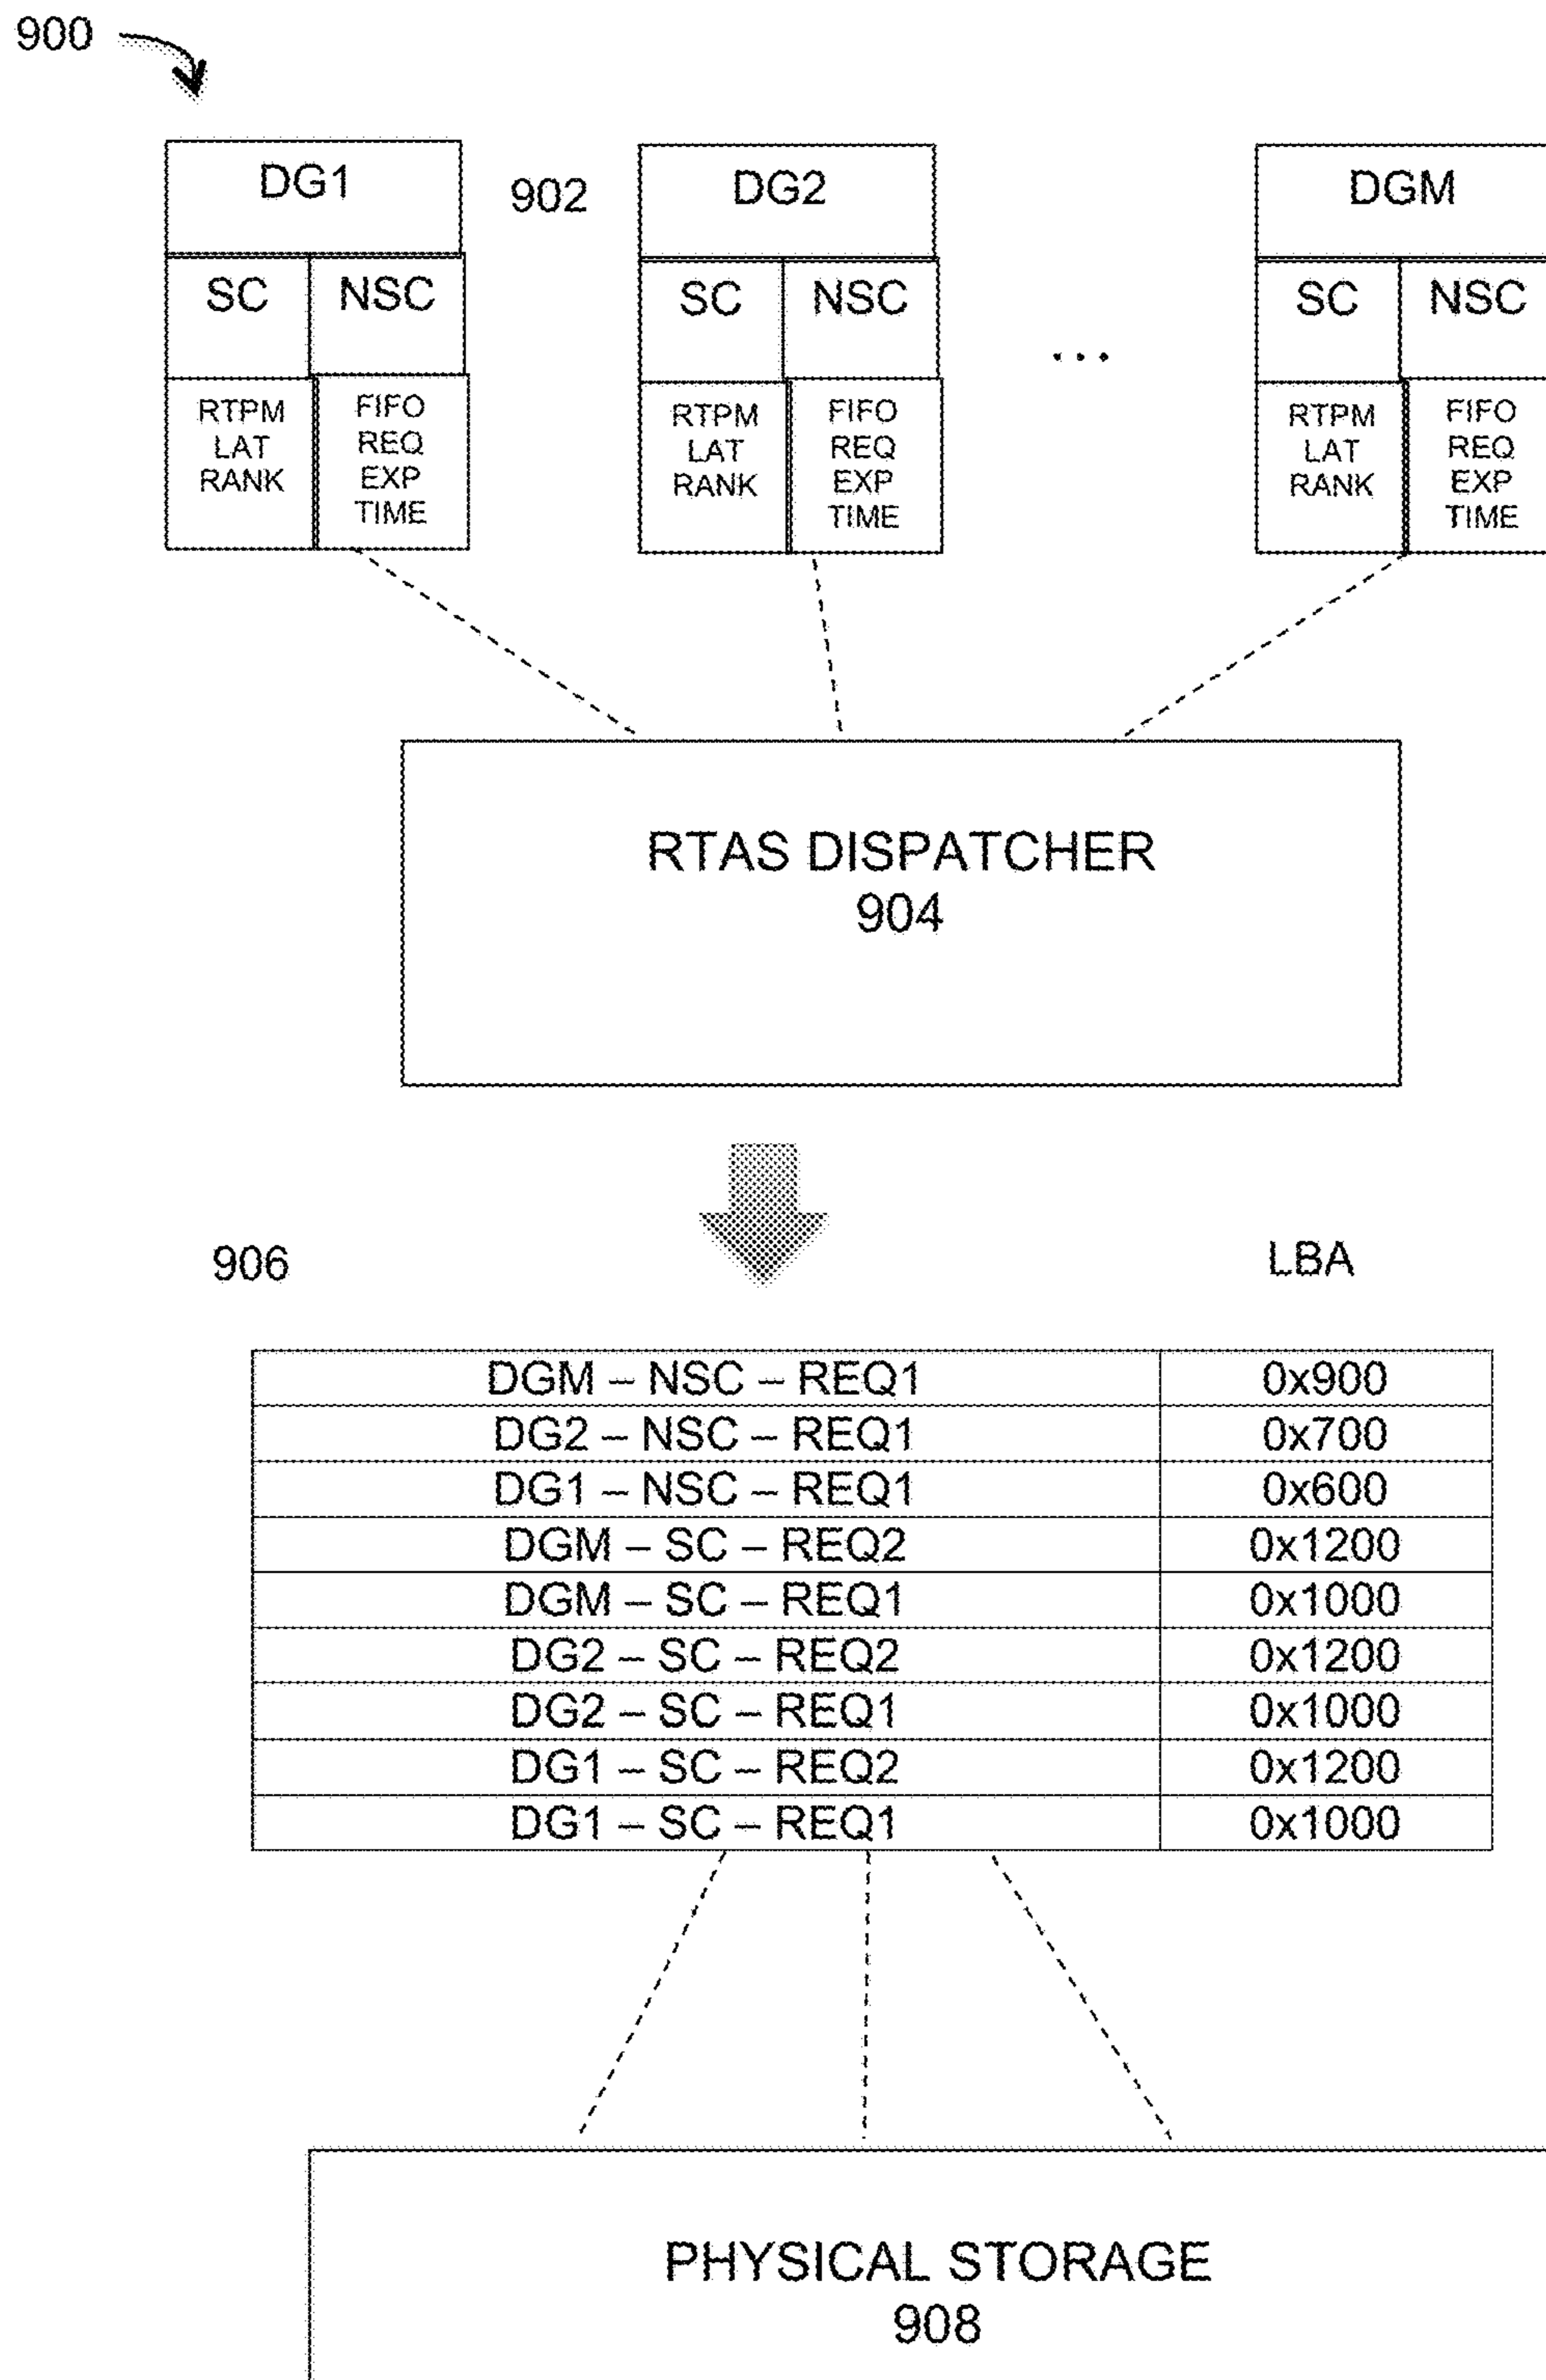 900
DG1
902
DG2
DGM
SC NSC
SC NSC
...
SC NSC
RTPM
LAT
RANK
FIFO
REQ
EXP
TIME
RTPM
LAT
RANK
FIFO
REQ
EXP
TIME
RTPM
LAT
RANK
FIFO
REQ
EXP
TIME
RTAS DISPATCHER
904
906
LBA
DGM – NSC – REQ1 0x900
DG2 – NSC – REQ1 0x700
DG1 – NSC – REQ1 0x600
DGM – SC – REQ2 0x1200
DGM – SC – REQ1 0x1000
DG2 – SC – REQ2 0x1200
DG2 – SC – REQ1 0x1000
DG1 – SC – REQ2 0x1200
DG1 – SC – REQ1 0x1000
PHYSICAL STORAGE
908